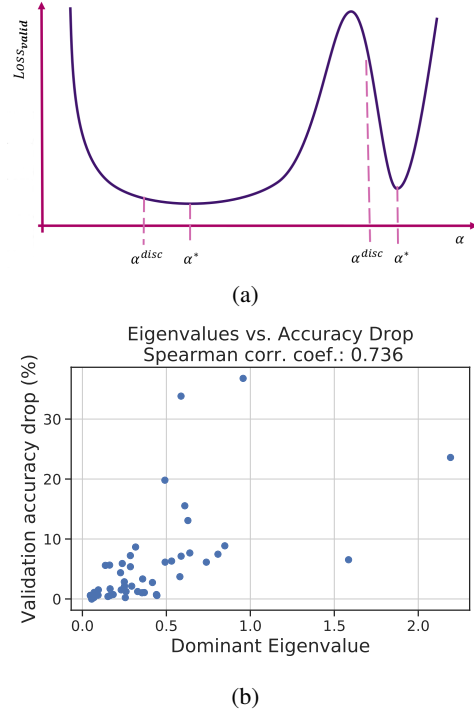 Loss_valid
α^disc α^* α^disc α^* α
(a)
Eigenvalues vs. Accuracy Drop
Spearman corr. coef.: 0.736
Validation accuracy drop (%)
30
20
10
0
0.0 0.5 1.0 1.5 2.0
Dominant Eigenvalue
(b)